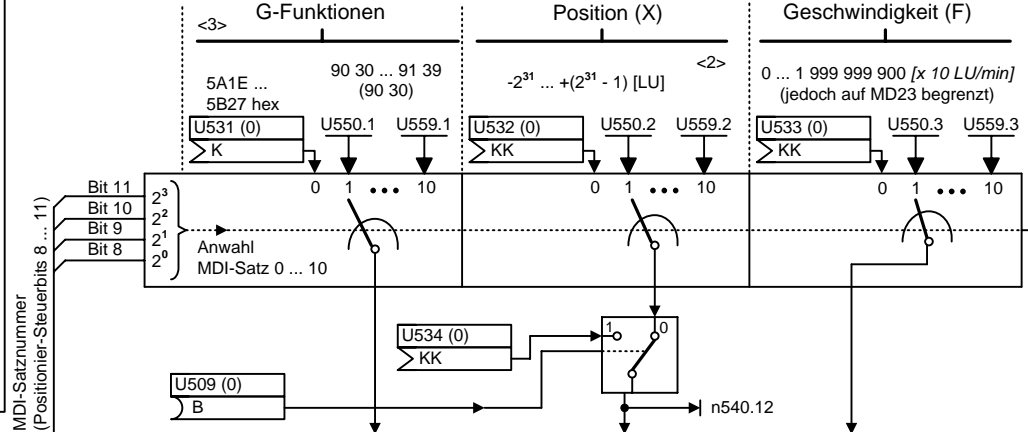 G-Funktionen
Position (X)
Geschwindigkeit (F)
<3>
<2>
5A1E ...
5B27 hex
90 30 ... 91 39
(90 30)
-2³¹ ... +(2³¹ - 1) [LU]
0 ... 1 999 999 900 [x 10 LU/min]
(jedoch auf MD23 begrenzt)
U531 (0)
K
U550.1
U559.1
U532 (0)
KK
U550.2
U559.2
U533 (0)
KK
U550.3
U559.3
0 1 ••• 10
0 1 ••• 10
0 1 ••• 10
Bit 11
Bit 10
Bit 9
Bit 8
2³
2²
2¹
2⁰
Anwahl
MDI-Satz 0 ... 10
MDI-Satznummer
(Positionier-Steuerbits 8 ... 11)
U534 (0)
KK
1
0
U509 (0)
B
n540.12